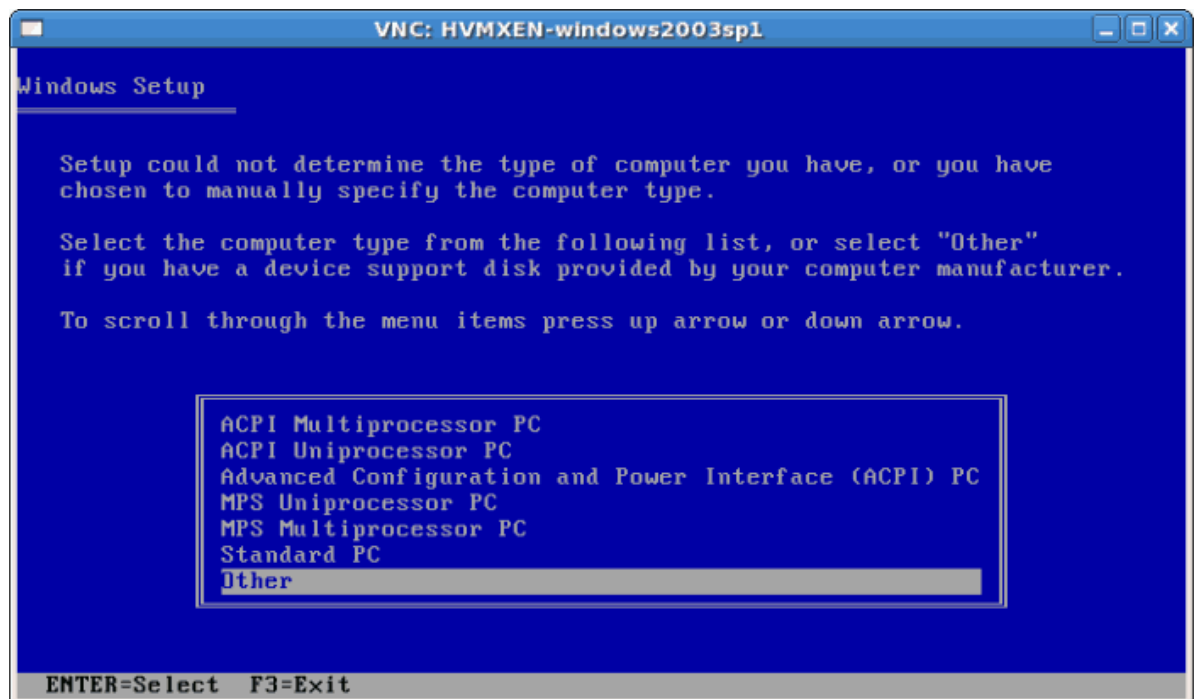 VNC: HVMXEN-windows2003sp1
Windows Setup
Setup could not determine the type of computer you have, or you have
chosen to manually specify the computer type.
Select the computer type from the following list, or select "Other"
if you have a device support disk provided by your computer manufacturer.
To scroll through the menu items press up arrow or down arrow.
ACPI Multiprocessor PC
ACPI Uniprocessor PC
Advanced Configuration and Power Interface (ACPI) PC
MPS Uniprocessor PC
MPS Multiprocessor PC
Standard PC
Other
ENTER=Select F3=Exit